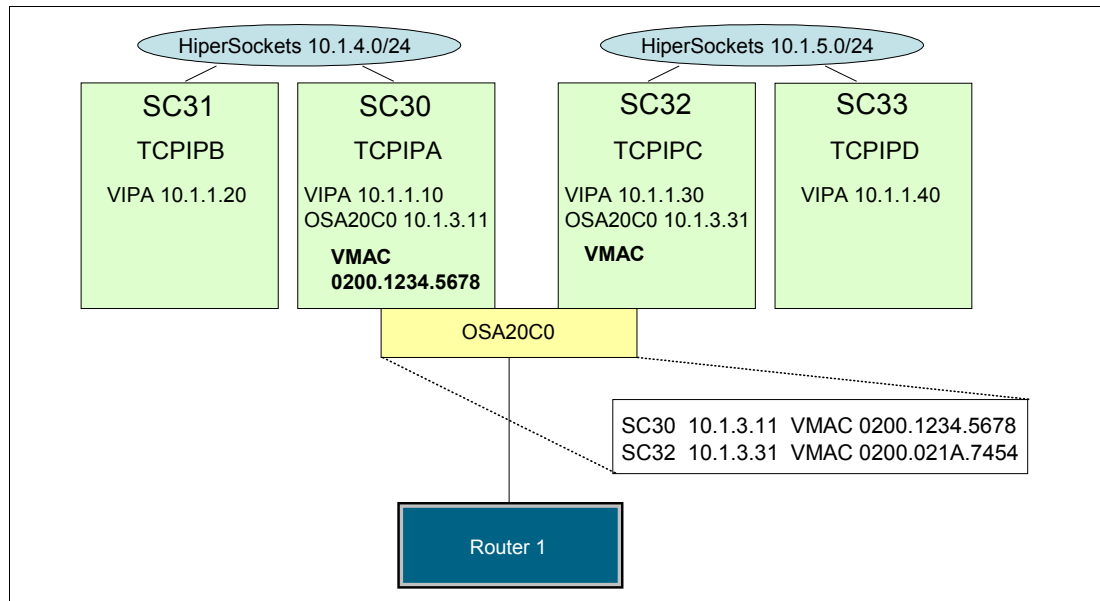 HiperSockets 10.1.4.0/24
HiperSockets 10.1.5.0/24
SC31
TCPIPB
VIPA 10.1.1.20
SC30
TCPIPA
VIPA 10.1.1.10
OSA20C0 10.1.3.11
VMAC
0200.1234.5678
SC32
TCPIPC
VIPA 10.1.1.30
OSA20C0 10.1.3.31
VMAC
SC33
TCPIPD
VIPA 10.1.1.40
OSA20C0
SC30 10.1.3.11 VMAC 0200.1234.5678
SC32 10.1.3.31 VMAC 0200.021A.7454
Router 1